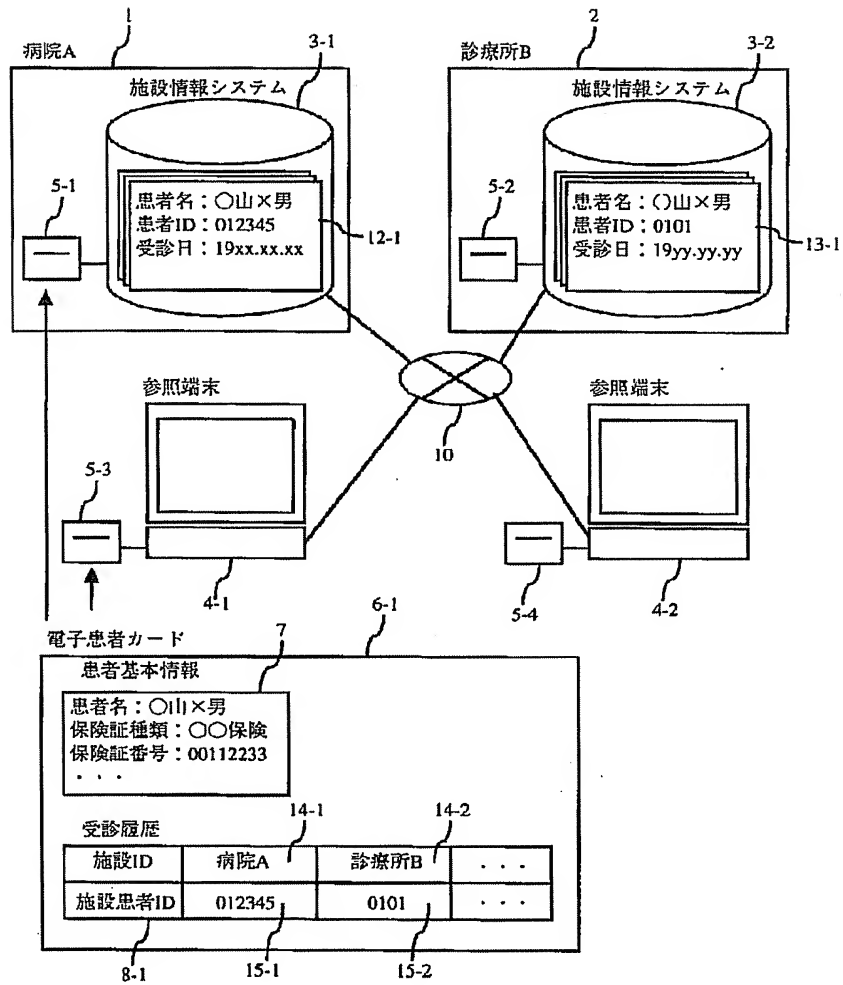 1
病院A
3-1
施設情報システム
5-1
患者名：○山×男
患者ID：012345
受診日：19xx.xx.xx
12-1
2
診療所B
3-2
施設情報システム
5-2
患者名：○山×男
患者ID：0101
受診日：19yy.yy.yy
13-1
参照端末
参照端末
10
5-3
4-1
5-4
4-2
電子患者カード
6-1
患者基本情報
7
患者名：○山×男
保険証種類：○○保険
保険証番号：00112233
・・・
受診履歴
14-1
14-2
施設ID 病院A 診療所B ・・・
施設患者ID 012345 0101 ・・・
8-1
15-1
15-2